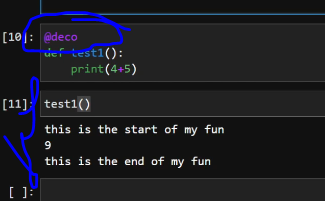 [10]: @deco
def test1():
print(4+5)
[11]: test1()
this is the start of my fun
9
this is the end of my fun
[ ]: